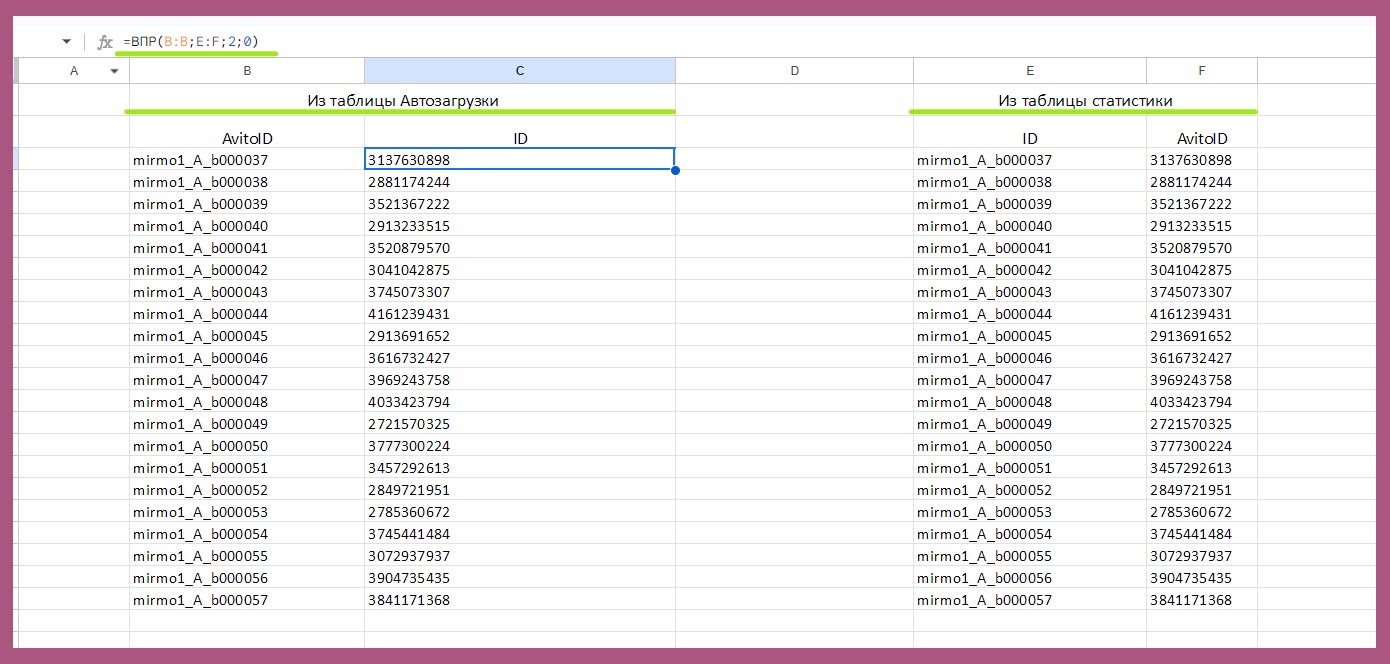 fx =ВПР(B:B;E:F;2;0)
A B C D E F
Из таблицы Автозагрузки Из таблицы статистики
AvitoID ID ID AvitoID
mirmo1_A_b000037 3137630898 mirmo1_A_b000037 3137630898
mirmo1_A_b000038 2881174244 mirmo1_A_b000038 2881174244
mirmo1_A_b000039 3521367222 mirmo1_A_b000039 3521367222
mirmo1_A_b000040 2913233515 mirmo1_A_b000040 2913233515
mirmo1_A_b000041 3520879570 mirmo1_A_b000041 3520879570
mirmo1_A_b000042 3041042875 mirmo1_A_b000042 3041042875
mirmo1_A_b000043 3745073307 mirmo1_A_b000043 3745073307
mirmo1_A_b000044 4161239431 mirmo1_A_b000044 4161239431
mirmo1_A_b000045 2913691652 mirmo1_A_b000045 2913691652
mirmo1_A_b000046 3616732427 mirmo1_A_b000046 3616732427
mirmo1_A_b000047 3969243758 mirmo1_A_b000047 3969243758
mirmo1_A_b000048 4033423794 mirmo1_A_b000048 4033423794
mirmo1_A_b000049 2721570325 mirmo1_A_b000049 2721570325
mirmo1_A_b000050 3777300224 mirmo1_A_b000050 3777300224
mirmo1_A_b000051 3457292613 mirmo1_A_b000051 3457292613
mirmo1_A_b000052 2849721951 mirmo1_A_b000052 2849721951
mirmo1_A_b000053 2785360672 mirmo1_A_b000053 2785360672
mirmo1_A_b000054 3745441484 mirmo1_A_b000054 3745441484
mirmo1_A_b000055 3072937937 mirmo1_A_b000055 3072937937
mirmo1_A_b000056 3904735435 mirmo1_A_b000056 3904735435
mirmo1_A_b000057 3841171368 mirmo1_A_b000057 3841171368